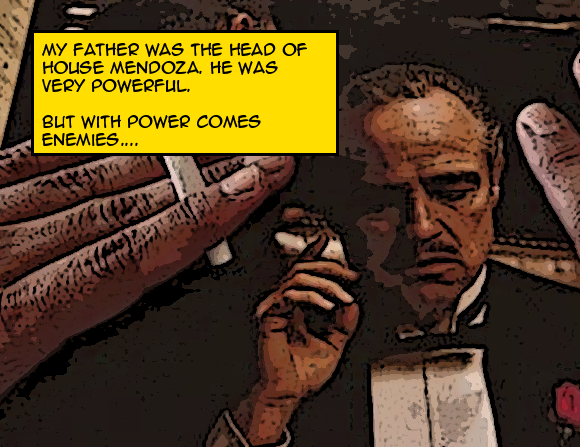 MY FATHER WAS THE HEAD OF
HOUSE MENDOZA. HE WAS
VERY POWERFUL.
BUT WITH POWER COMES
ENEMIES....